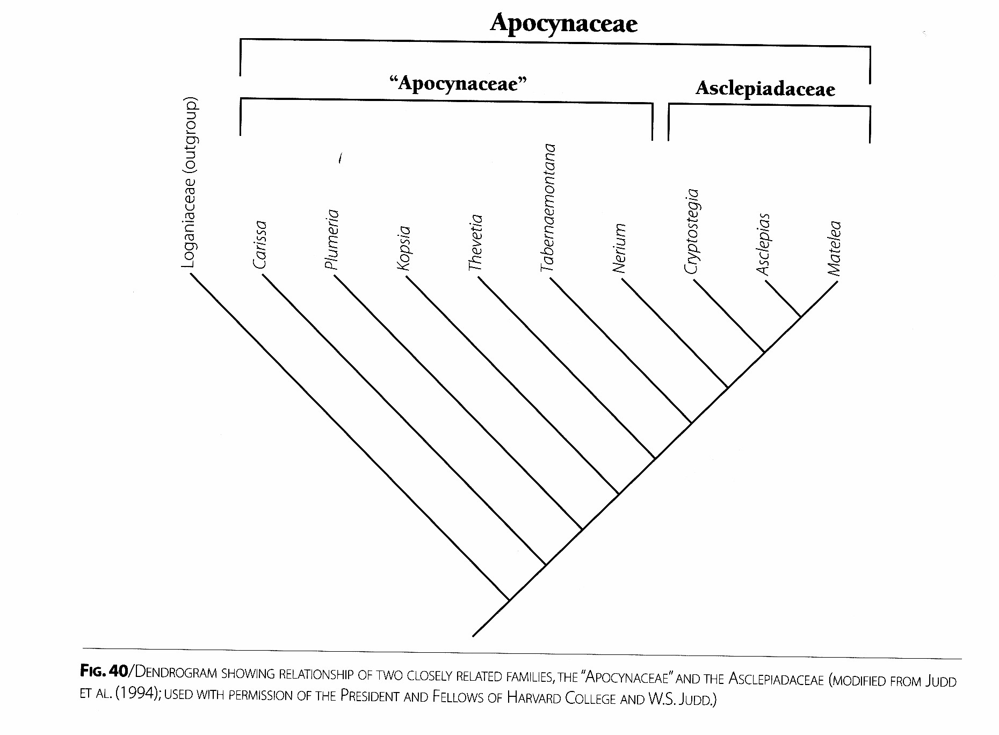 Apocynaceae
“Apocynaceae”
Asclepiadaceae
Loganiaceae (outgroup)
Carissa
Plumeria
Kopsia
Thevetia
Tabernaemontana
Nerium
Cryptostegia
Asclepias
Matelea
FIG. 40/DENDROGRAM SHOWING RELATIONSHIP OF TWO CLOSELY RELATED FAMILIES, THE "APOCYNACEAE" AND THE ASCLEPIADACEAE (MODIFIED FROM JUDD
ET AL. (1994); USED WITH PERMISSION OF THE PRESIDENT AND FELLOWS OF HARVARD COLLEGE AND W.S. JUDD.)